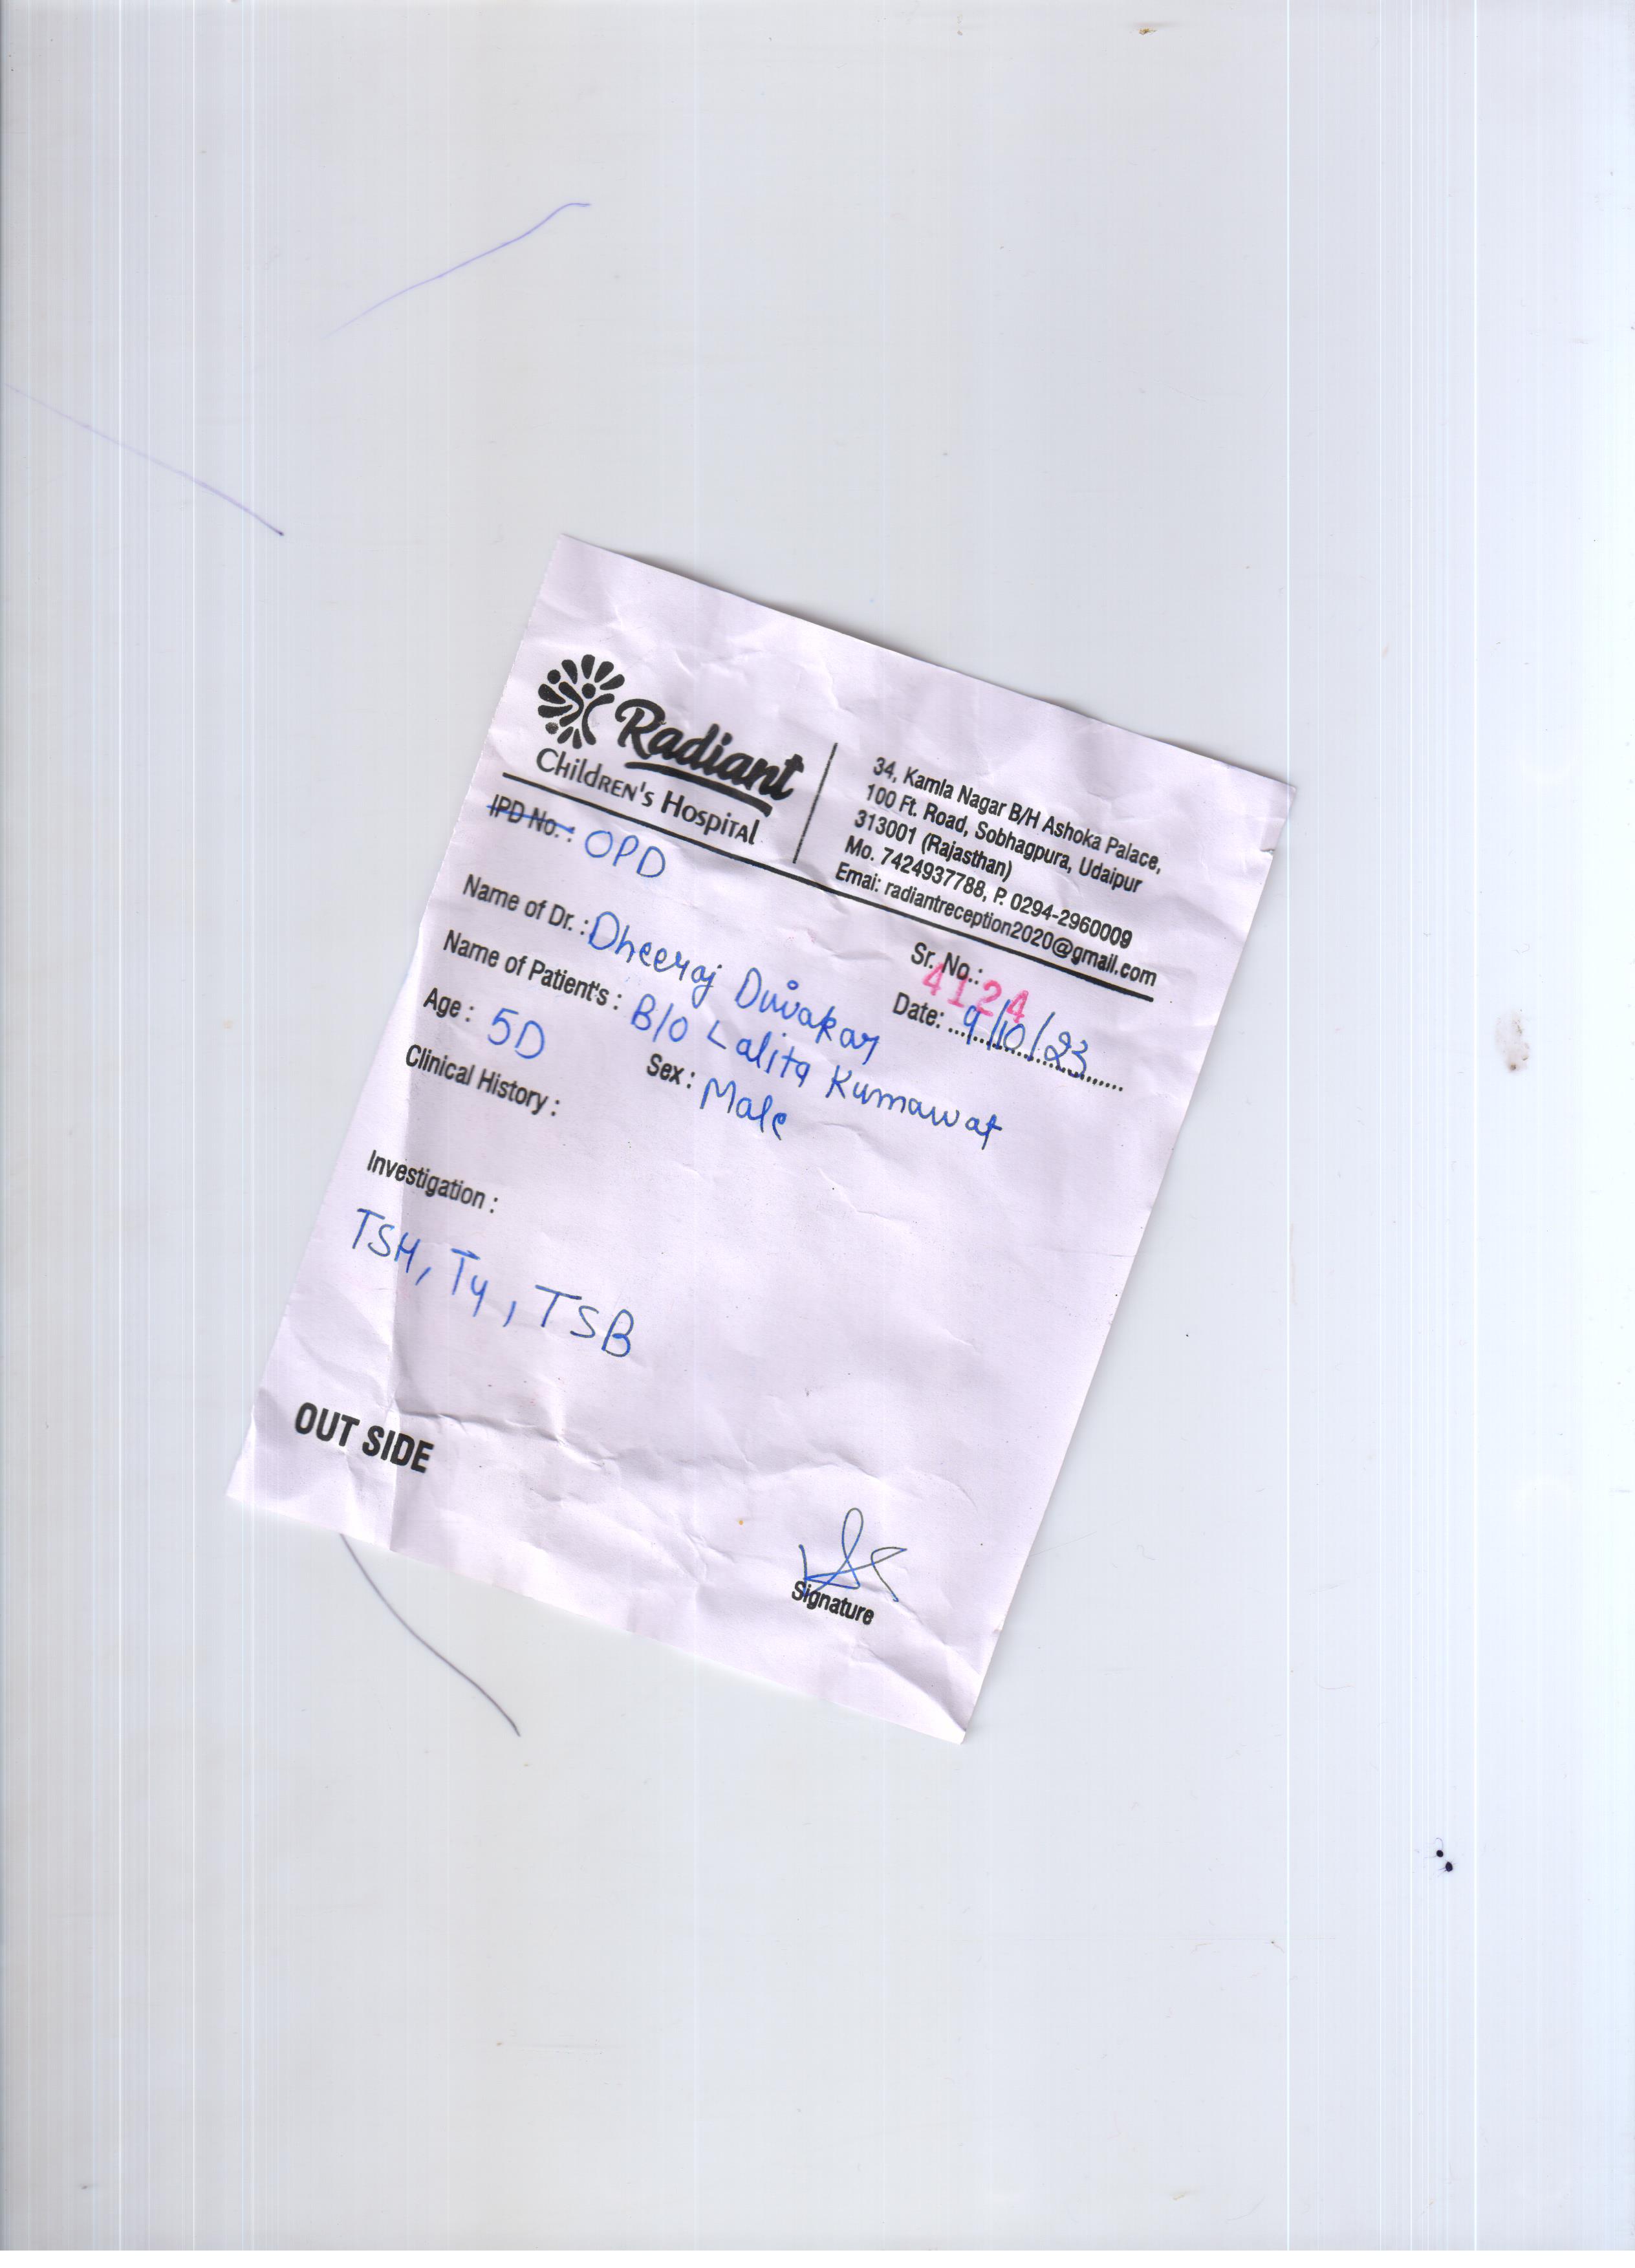 Radiant
Children's Hospital
34, Kamla Nagar B/H Ashoka Palace,
100 Ft. Road, Sobhagpura, Udaipur
313001 (Rajasthan)
Mo. 7424937788, P. 0294-2960009
Emai: radiantreception2020@gmail.com
IPD No. : OPD
Sr. No.: 4124
Name of Dr. : Dheeraj Diwakar
Date: 9/10/23
Name of Patient's : B/O Lalita Kumawat
Age : 5D Sex : Male
Clinical History :
Investigation :
TSH, T4, TSB
OUT SIDE
Signature